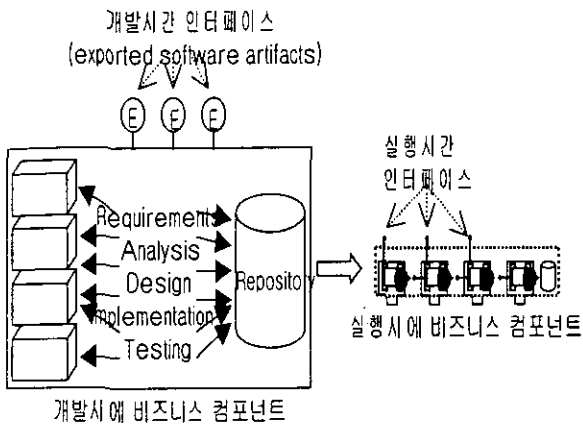 개발시간 인터페이스
(exported software artifacts)
E E E
실행시간
인터페이스
Requirements
Analysis
Design
Repository
Implementation
Testing
실행시에 비즈니스 컴포넌트
개발시에 비즈니스 컴포넌트